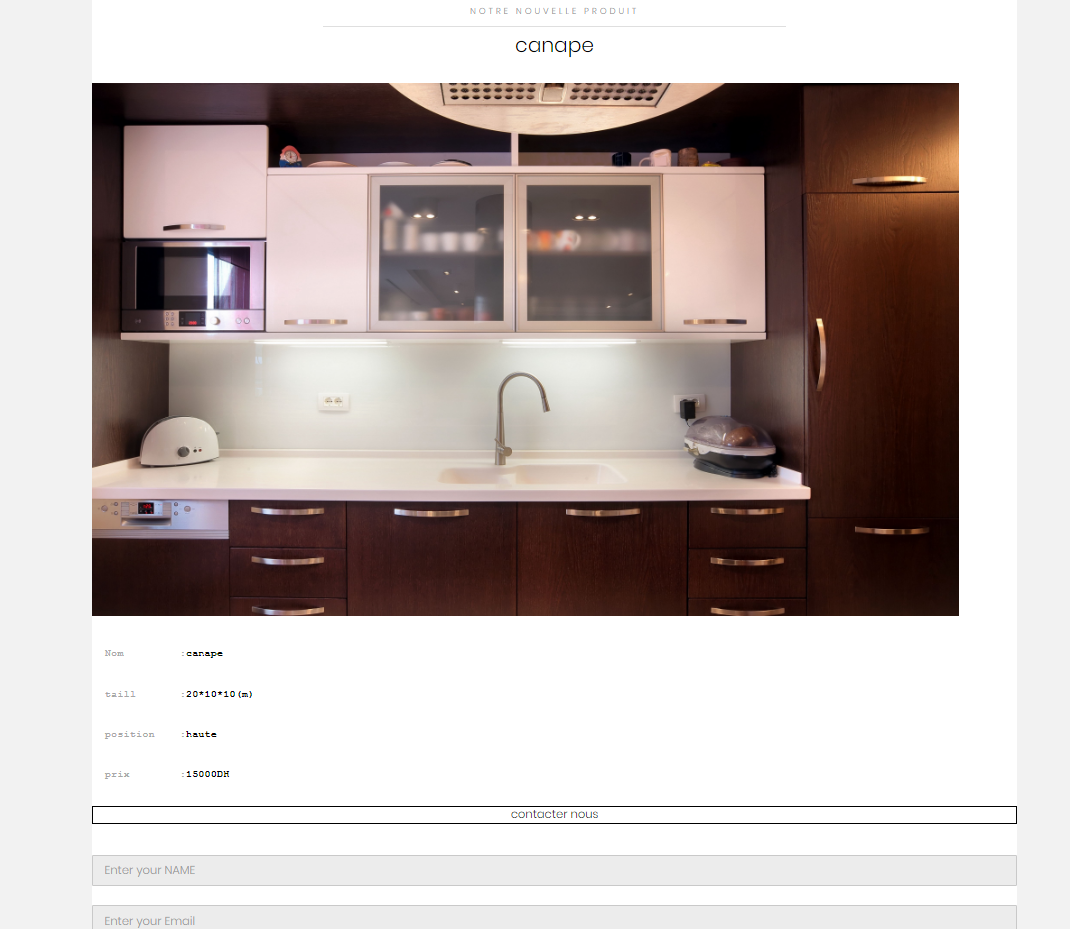 NOTRE NOUVELLE PRODUIT
canape
Nom :canape
taill :20*10*10(m)
position :haute
prix :15000DH
contacter nous
Enter your NAME
Enter your Email